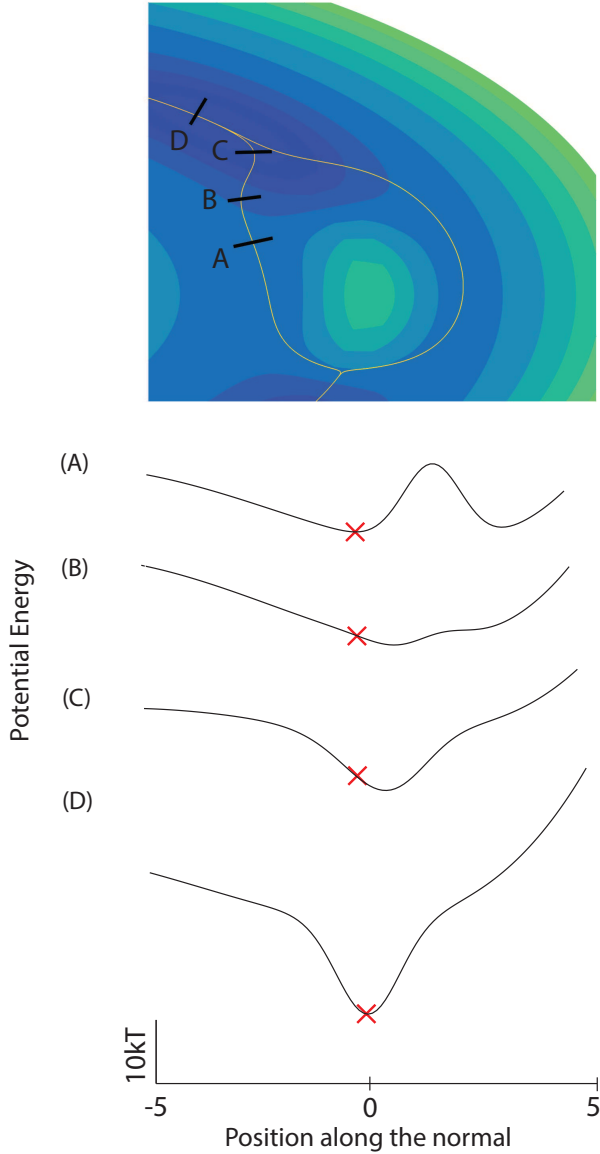 D
C
B
A
(A)
(B)
(C)
(D)
Potential Energy
10kT
-5
0
5
Position along the normal